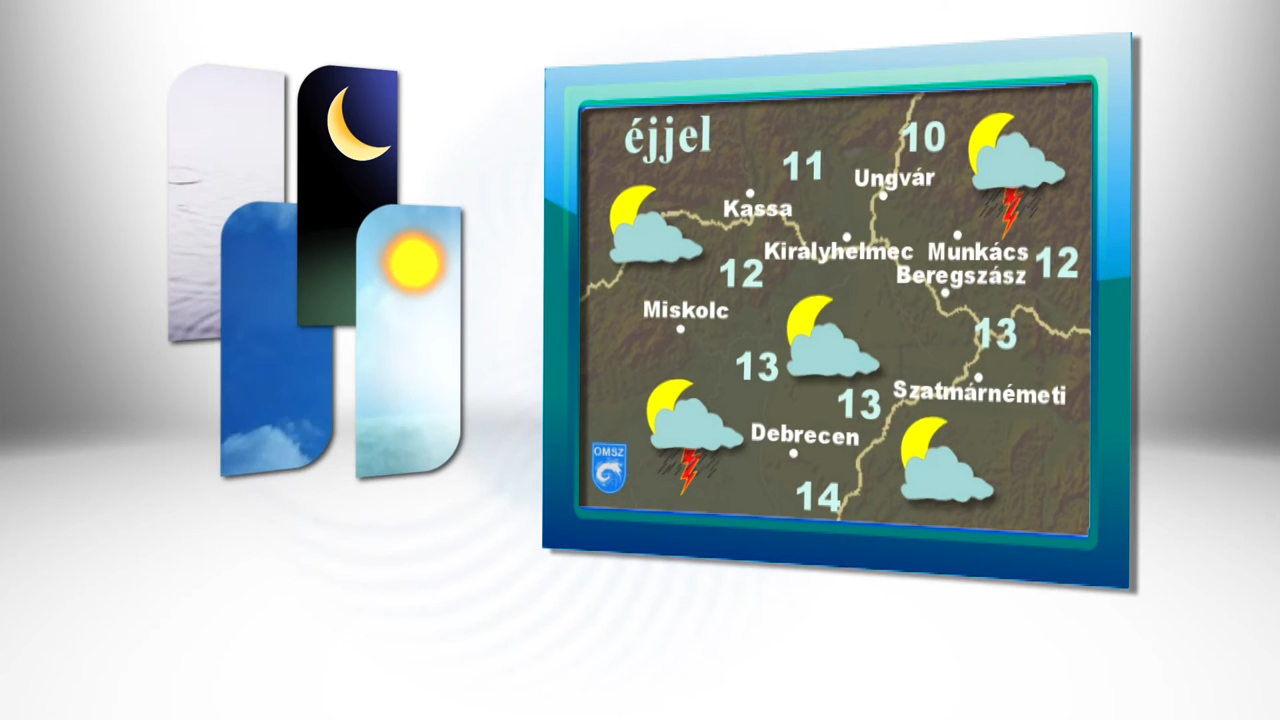 éjjel
10
11
Ungvár
Kassa
Királyhelmec
Munkács
12
Beregszász
12
Miskolc
13
13
13
Szatmárnémeti
Debrecen
OMSZ
14